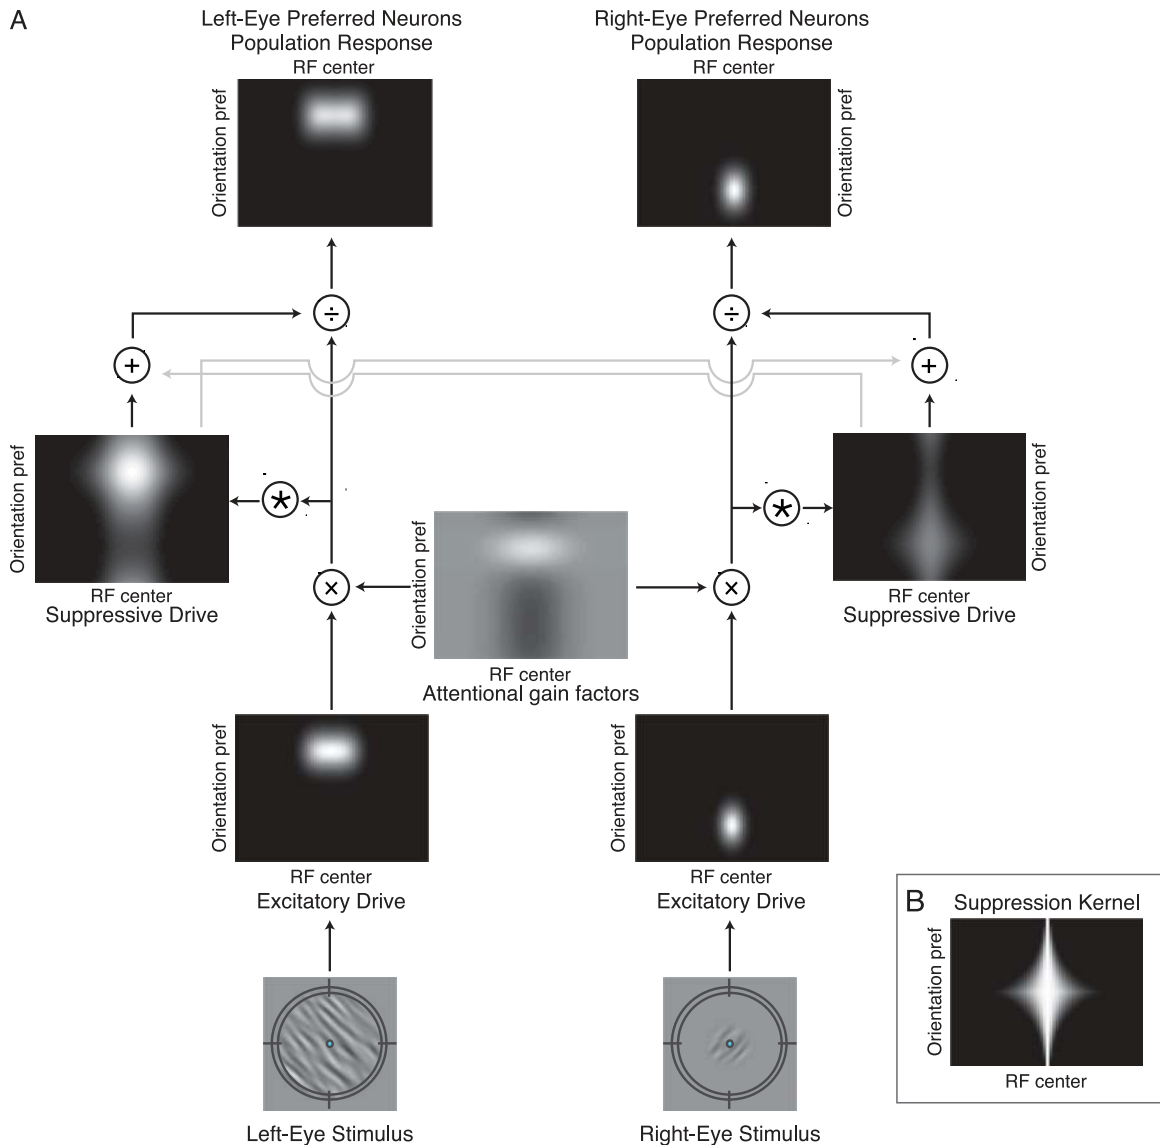 A
Left-Eye Preferred Neurons
Population Response
RF center
Orientation pref
Right-Eye Preferred Neurons
Population Response
RF center
Orientation pref
÷
÷
+
+
Orientation pref
RF center
Suppressive Drive
*
×
Orientation pref
RF center
Attentional gain factors
*
×
Orientation pref
RF center
Suppressive Drive
Orientation pref
RF center
Excitatory Drive
Orientation pref
RF center
Excitatory Drive
Left-Eye Stimulus
Right-Eye Stimulus
B
Suppression Kernel
Orientation pref
RF center